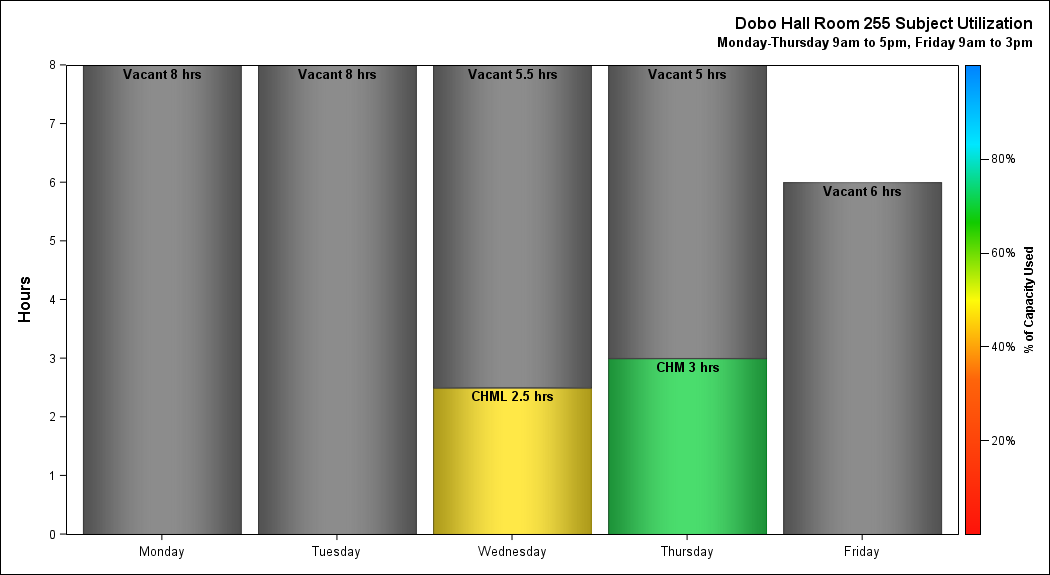 Dobo Hall Room 255 Subject Utilization
Monday-Thursday 9am to 5pm, Friday 9am to 3pm
Hours
8
7
6
5
4
3
2
1
0
Vacant 8 hrs
Vacant 8 hrs
Vacant 5.5 hrs
Vacant 5 hrs
Vacant 6 hrs
CHML 2.5 hrs
CHM 3 hrs
Monday
Tuesday
Wednesday
Thursday
Friday
80%
60%
40%
20%
% of Capacity Used